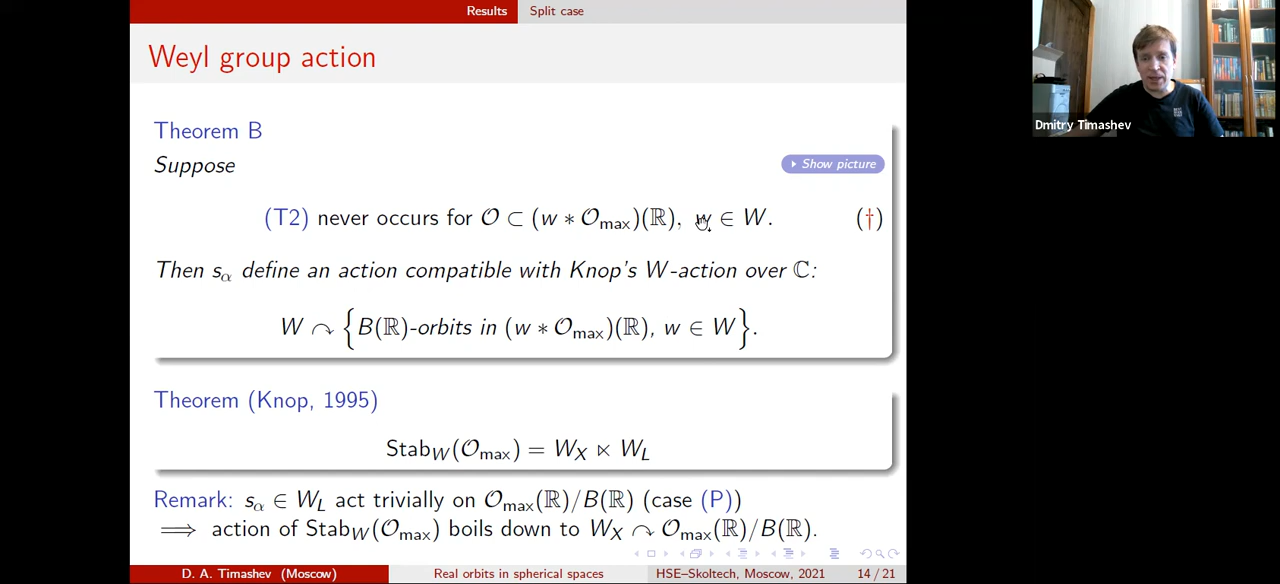 Results Split case
Weyl group action
Theorem B
Suppose
Show picture
(T2) never occurs for 𝒪 ⊂ (w ∗ 𝒪max)(ℝ), w ∈ W. (†)
Then sα define an action compatible with Knop's W-action over ℂ:
W ↷ {B(ℝ)-orbits in (w ∗ 𝒪max)(ℝ), w ∈ W}.
Theorem (Knop, 1995)
StabW(𝒪max) = WX ⋉ WL
Remark: sα ∈ WL act trivially on 𝒪max(ℝ)/B(ℝ) (case (P))
⟹ action of StabW(𝒪max) boils down to WX ↷ 𝒪max(ℝ)/B(ℝ).
D. A. Timashev (Moscow) Real orbits in spherical spaces HSE–Skoltech, Moscow, 2021 14 / 21
Dmitry Timashev